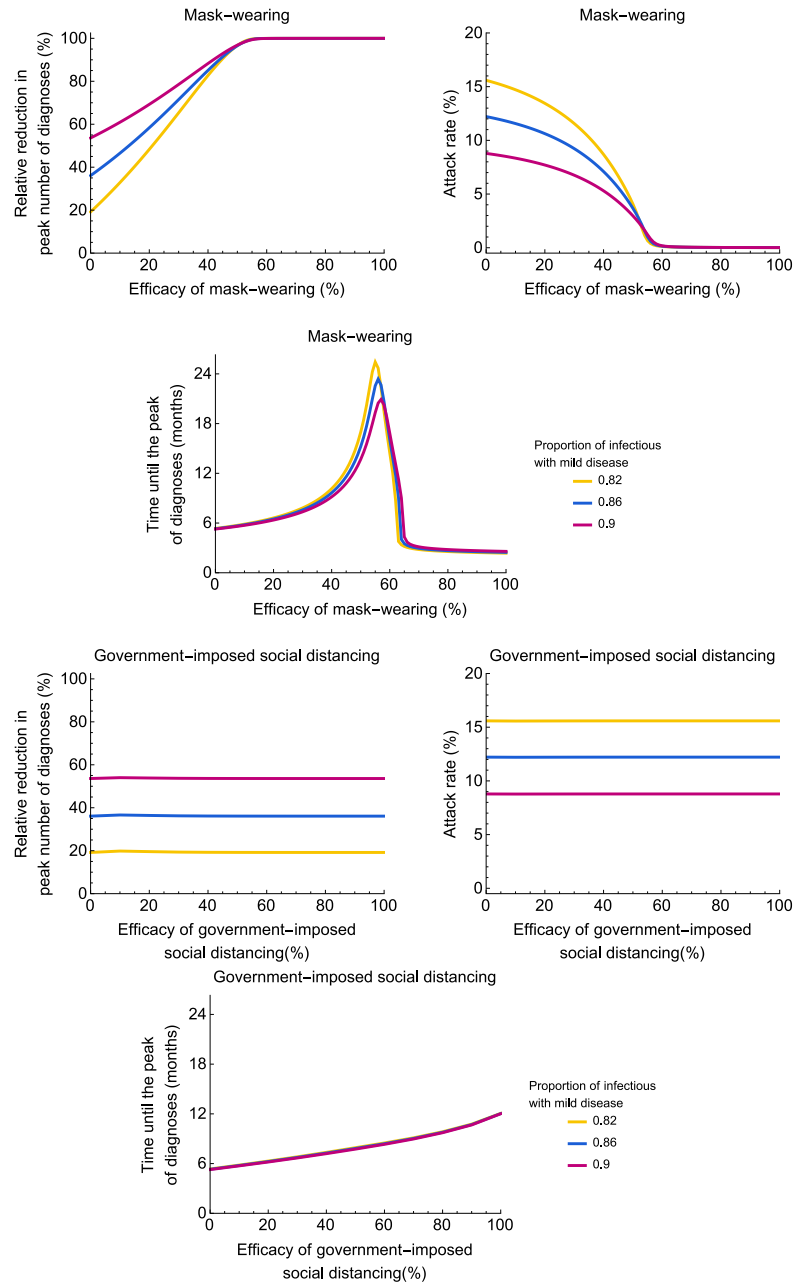 Mask−wearing
Relative reduction in
peak number of diagnoses (%)
100
80
60
40
20
0
0 20 40 60 80 100
Efficacy of mask−wearing (%)
Mask−wearing
Attack rate (%)
20
15
10
5
0
0 20 40 60 80 100
Efficacy of mask−wearing (%)
Mask−wearing
Time until the peak
of diagnoses (months)
24
18
12
6
0
0 20 40 60 80 100
Efficacy of mask−wearing (%)
Proportion of infectious
with mild disease
0.82
0.86
0.9
Government−imposed social distancing
Relative reduction in
peak number of diagnoses (%)
100
80
60
40
20
0
0 20 40 60 80 100
Efficacy of government−imposed
social distancing(%)
Government−imposed social distancing
Attack rate (%)
20
15
10
5
0
0 20 40 60 80 100
Efficacy of government−imposed
social distancing(%)
Government−imposed social distancing
Time until the peak
of diagnoses (months)
24
18
12
6
0
0 20 40 60 80 100
Efficacy of government−imposed
social distancing(%)
Proportion of infectious
with mild disease
0.82
0.86
0.9